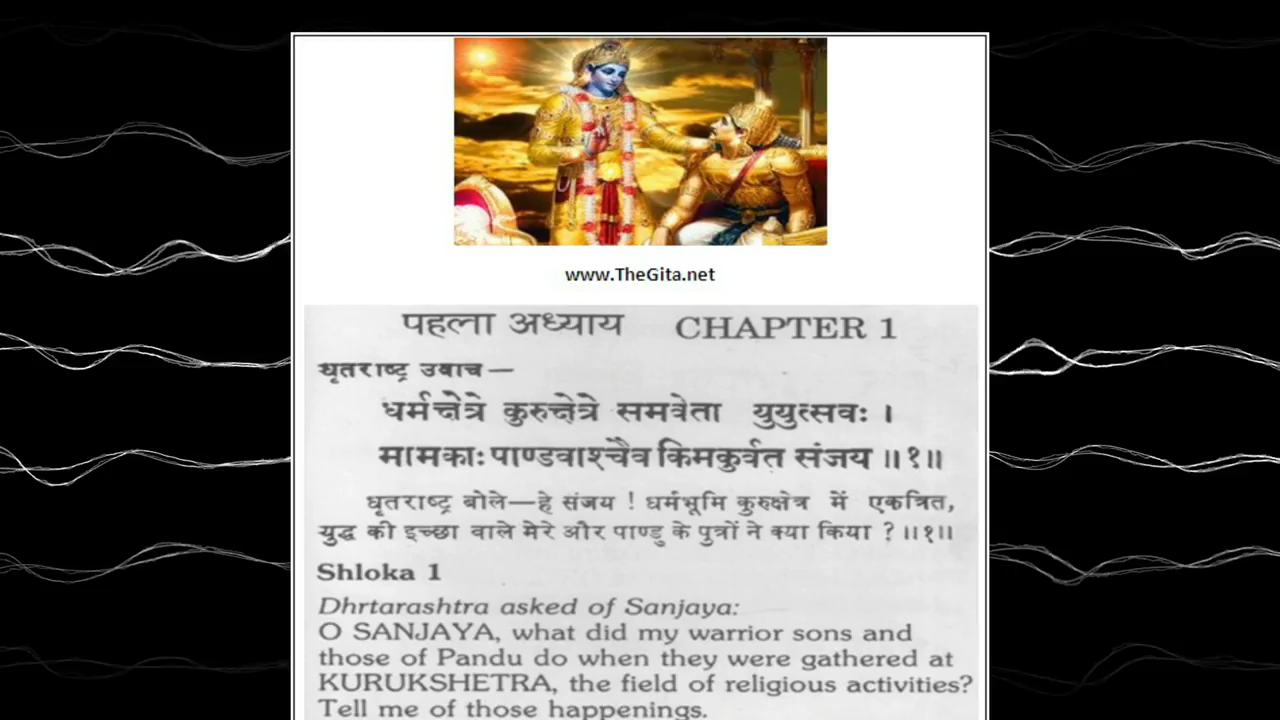 www.TheGita.net
पहला अध्याय CHAPTER 1
धृतराष्ट्र उवाच—
धर्मक्षेत्रे कुरुक्षेत्रे समवेता युयुत्सवः ।
मामकाः पाण्डवाश्चैव किमकुर्वत संजय ॥१॥
धृतराष्ट्र बोले—हे संजय ! धर्मभूमि कुरुक्षेत्र में एकत्रित,
युद्ध की इच्छा वाले मेरे और पाण्डु के पुत्रों ने क्या किया ? ॥१॥
Shloka 1
Dhrtarashtra asked of Sanjaya:
O SANJAYA, what did my warrior sons and
those of Pandu do when they were gathered at
KURUKSHETRA, the field of religious activities?
Tell me of those happenings.